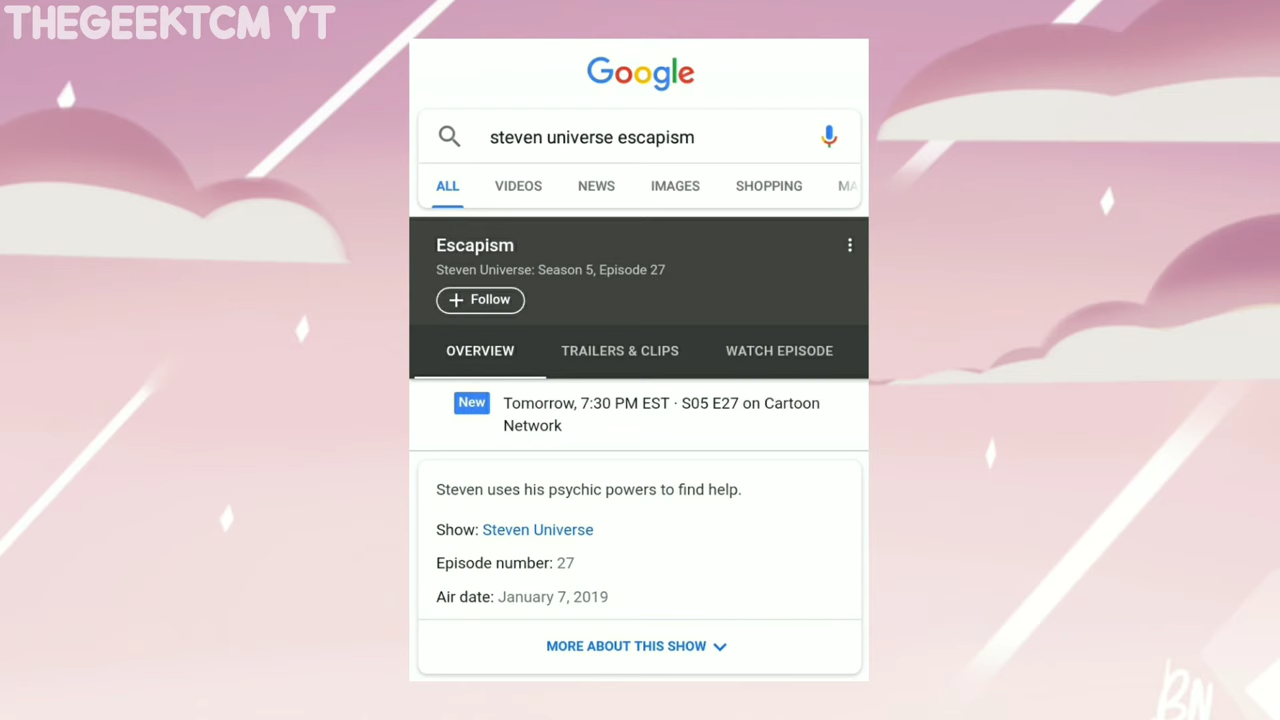 THEGEEKTCM YT
Google
steven universe escapism
ALL VIDEOS NEWS IMAGES SHOPPING MA
Escapism
Steven Universe: Season 5, Episode 27
+ Follow
OVERVIEW TRAILERS & CLIPS WATCH EPISODE
New Tomorrow, 7:30 PM EST · S05 E27 on Cartoon
Network
Steven uses his psychic powers to find help.
Show: Steven Universe
Episode number: 27
Air date: January 7, 2019
MORE ABOUT THIS SHOW
BN